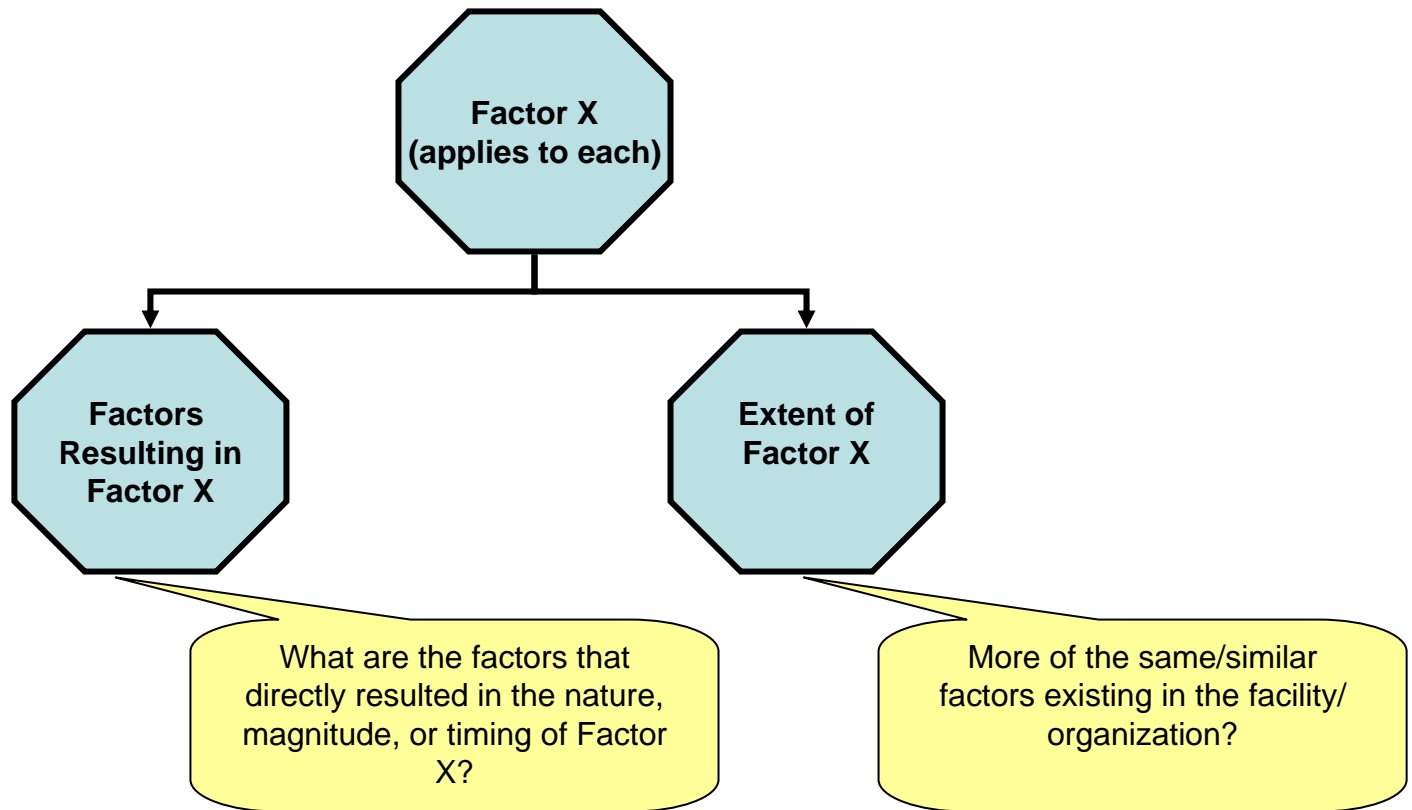 Factor X
(applies to each)
Factors
Resulting in
Factor X
Extent of
Factor X
What are the factors that
directly resulted in the nature,
magnitude, or timing of Factor
X?
More of the same/similar
factors existing in the facility/
organization?